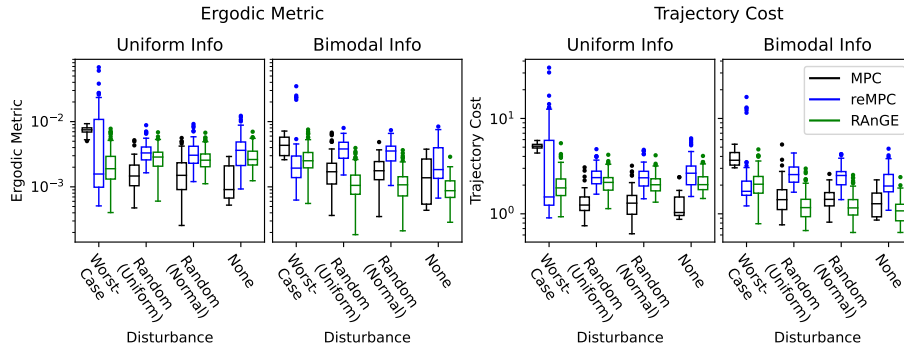 Ergodic Metric
Trajectory Cost
Uniform Info
Bimodal Info
Uniform Info
Bimodal Info
Ergodic Metric
10⁻²
10⁻³
Trajectory Cost
10¹
10⁰
MPC
reMPC
RAnGE
Worst-
Case
Random
(Uniform)
Random
(Normal)
None
Worst-
Case
Random
(Uniform)
Random
(Normal)
None
Worst-
Case
Random
(Uniform)
Random
(Normal)
None
Worst-
Case
Random
(Uniform)
Random
(Normal)
None
Disturbance
Disturbance
Disturbance
Disturbance